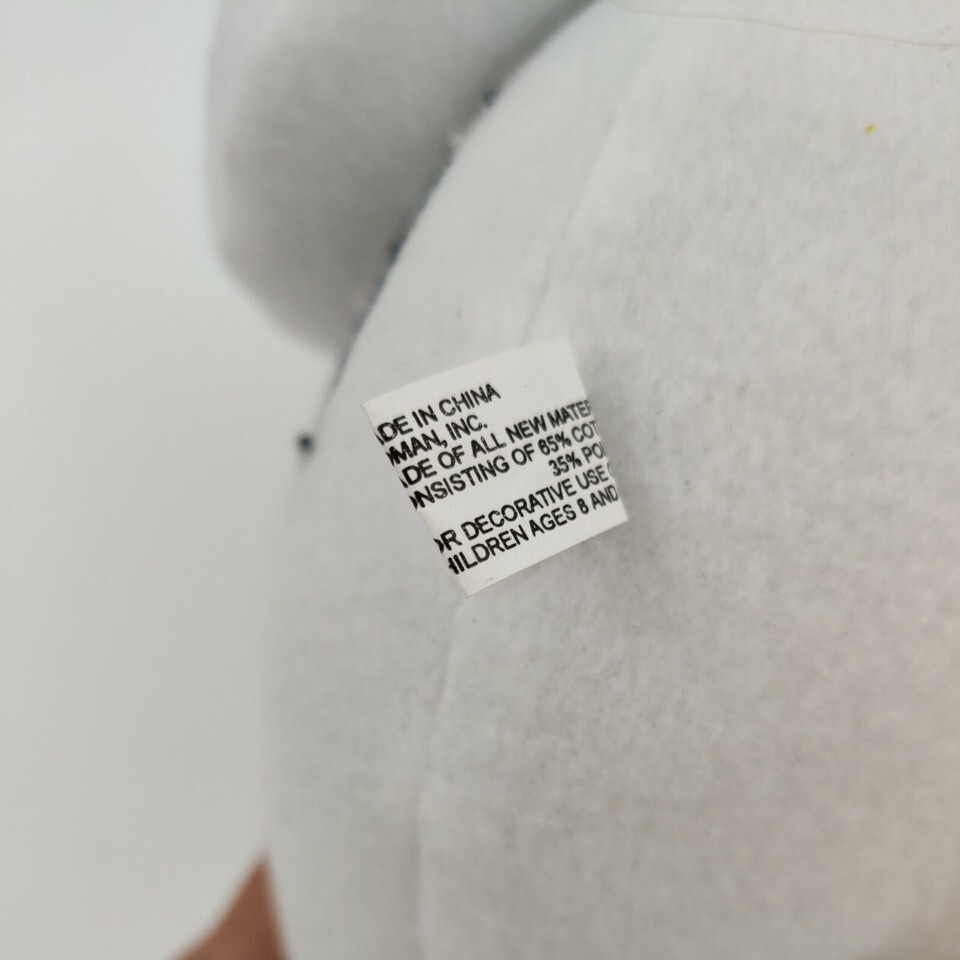 ADE IN CHINA
MAN, INC.
ADE OF ALL NEW MATER
ONSISTING OF 65% COT
35% PO
OR DECORATIVE USE
HILDREN AGES 8 AND